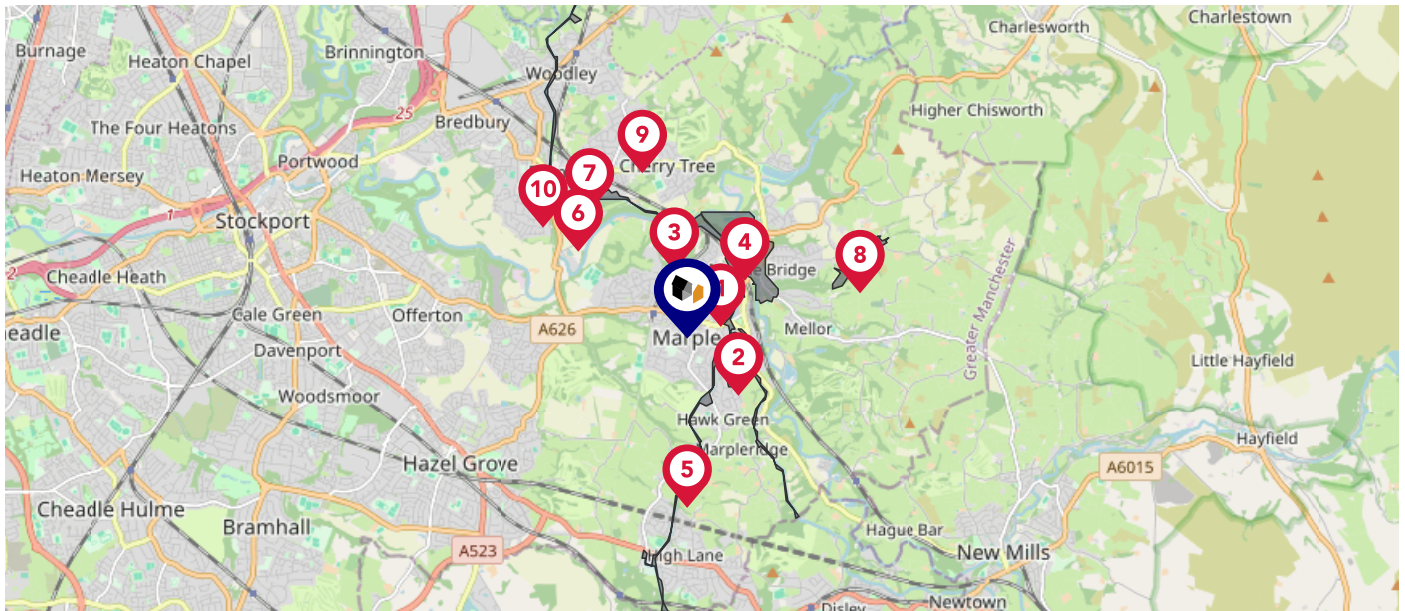 Charlestown
Charlesworth
Burnage
Brinnington
Heaton Chapel
Woodley
25
Higher Chisworth
Bredbury
The Four Heatons
9
Portwood
Cherry Tree
Heaton Mersey
7
10
6
1
Stockport
3
4
8
2
Cheadle Heath
e Bridge
1
Cale Green
Offerton
A626
Mellor
eadle
Marple
Greater Manchester
Davenport
2
Little Hayfield
Woodsmoor
Hawk Green
Hayfield
Marpleridge
Hazel Grove
5
A6015
Cheadle Hulme
Bramhall
Hague Bar
A523
High Lane
New Mills
Newtown
Disley